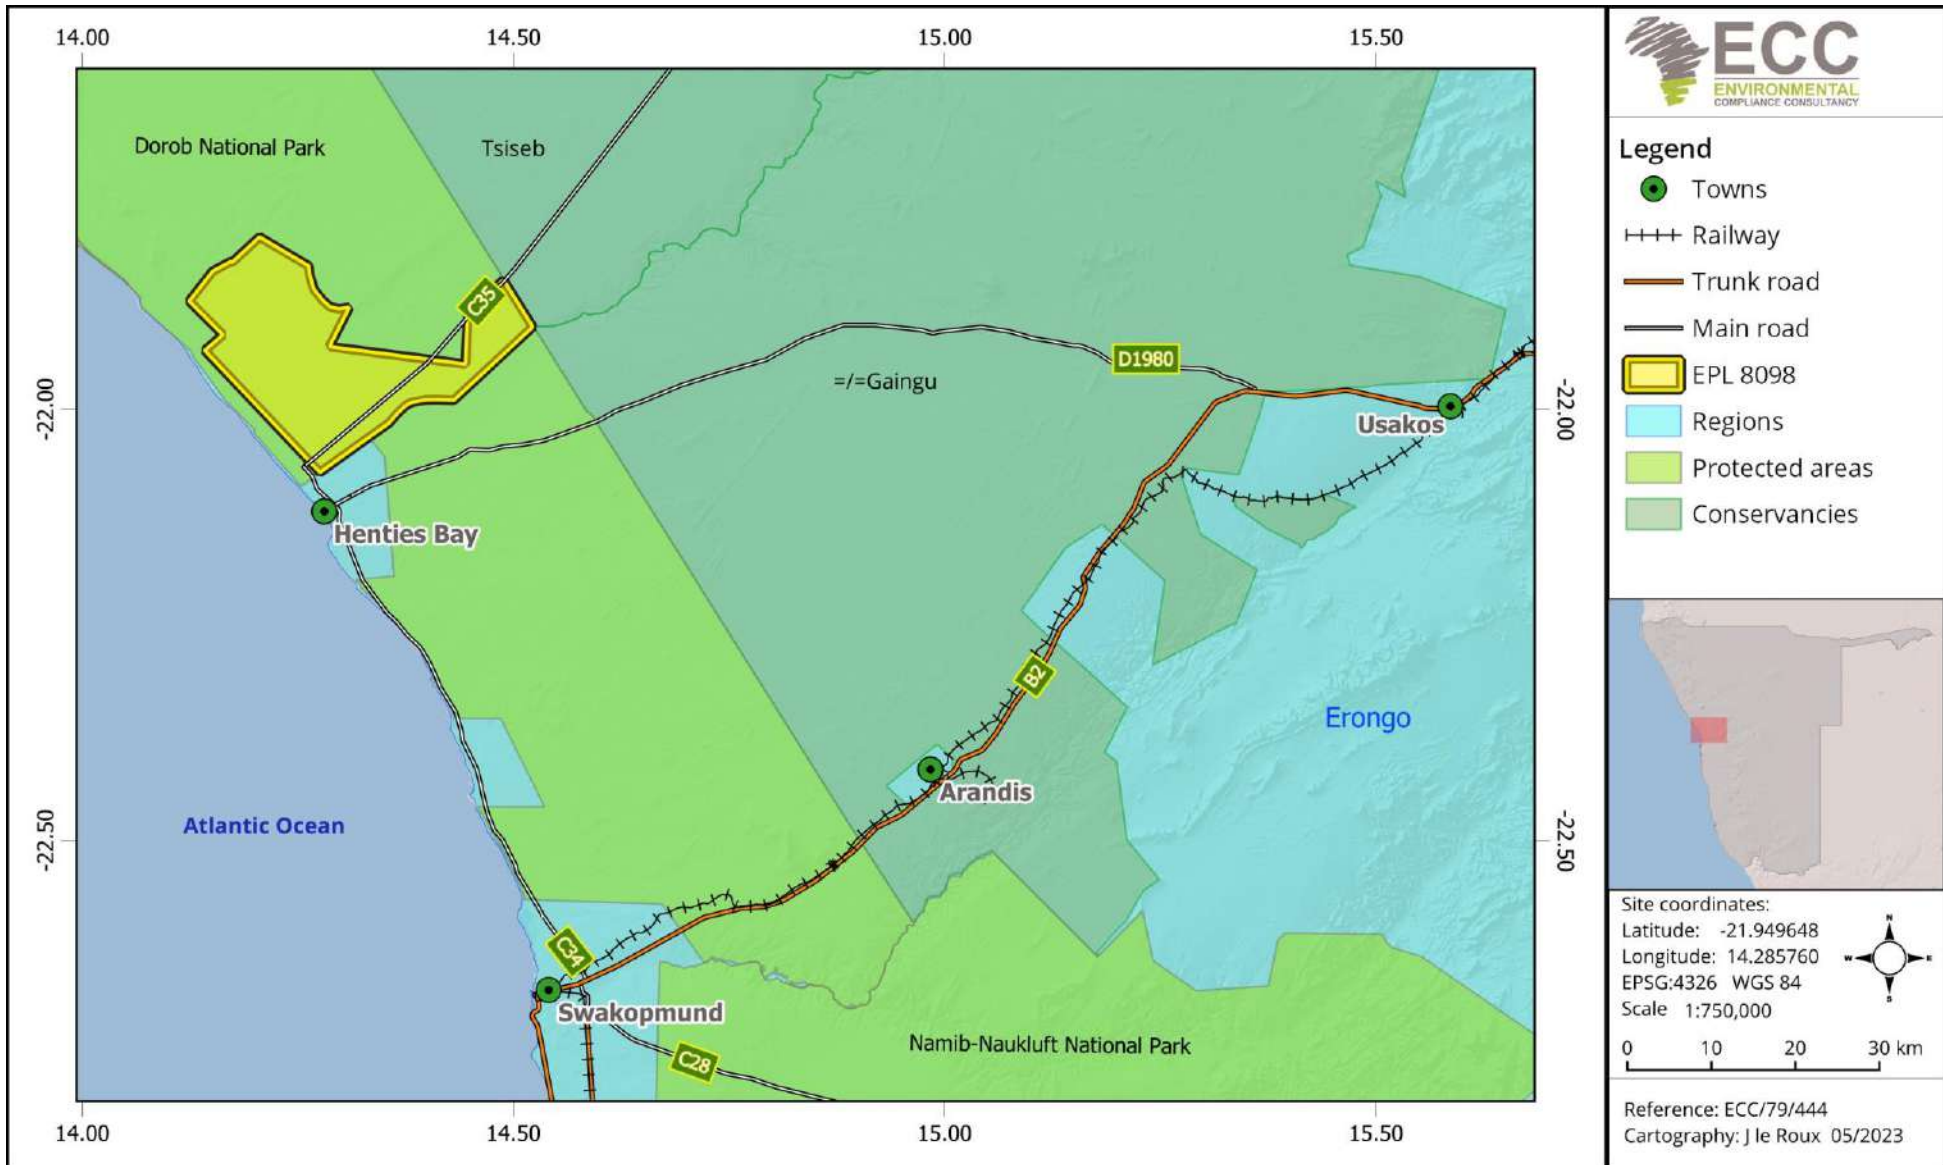 14.00
14.50
15.00
15.50
Dorob National Park
Tsiseb
C35
-22.00
D1980
=/=Gaingu
-22.00
Usakos
Henties Bay
B2
Erongo
Arandis
Atlantic Ocean
-22.50
-22.50
C34
Swakopmund
C28
Namib-Naukluft National Park
14.00
14.50
15.00
15.50
ECC
ENVIRONMENTAL
COMPLIANCE CONSULTANCY
Legend
Towns
Railway
Trunk road
Main road
EPL 8098
Regions
Protected areas
Conservancies
Site coordinates:
Latitude: -21.949648
Longitude: 14.285760
EPSG:4326 WGS 84
Scale 1:750,000
N
W
E
S
0 10 20 30 km
Reference: ECC/79/444
Cartography: J le Roux 05/2023